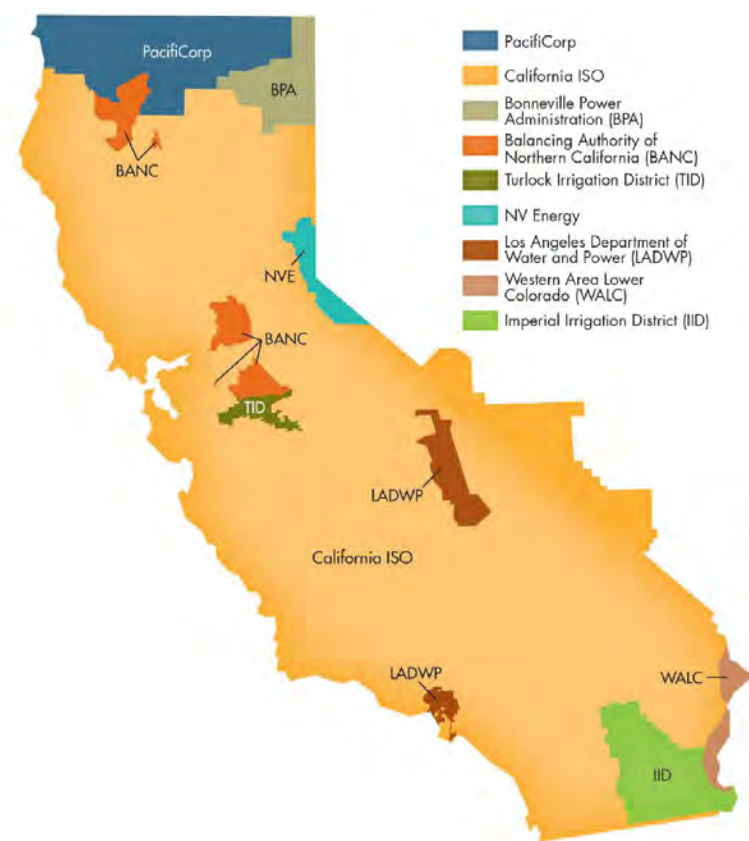 PacifiCorp
BPA
BANC
NVE
BANC
TID
LADWP
California ISO
LADWP
WALC
IID
PacifiCorp
California ISO
Bonneville Power
Administration (BPA)
Balancing Authority of
Northern California (BANC)
Turlock Irrigation District (TID)
NV Energy
Los Angeles Department of
Water and Power (LADWP)
Western Area Lower
Colorado (WALC)
Imperial Irrigation District (IID)